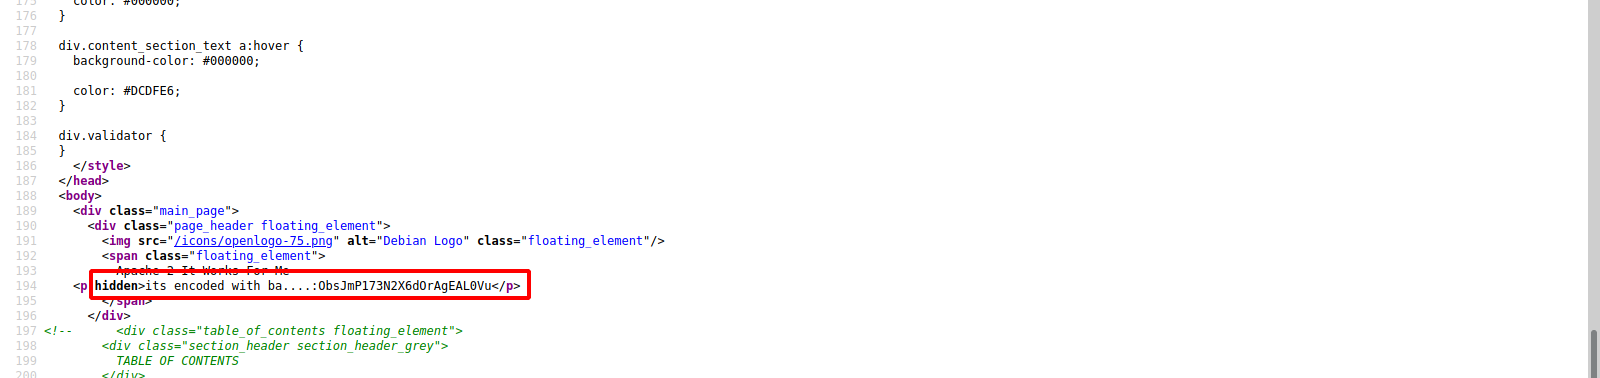 175     color: #000000;
176   }
177
178   div.content_section_text a:hover {
179     background-color: #000000;
180
181     color: #DCDFE6;
182   }
183
184   div.validator {
185   }
186     </style>
187   </head>
188   <body>
189     <div class="main_page">
190       <div class="page_header floating_element">
191         <img src="/icons/openlogo-75.png" alt="Debian Logo" class="floating_element"/>
192         <span class="floating_element">
193           Apache 2 It Works For Me
194     <p hidden>its encoded with ba....:ObsJmP173N2X6dOrAgEAL0Vu</p>
195         </span>
196       </div>
197 <!--      <div class="table_of_contents floating_element">
198         <div class="section_header section_header_grey">
199           TABLE OF CONTENTS
200         </div>